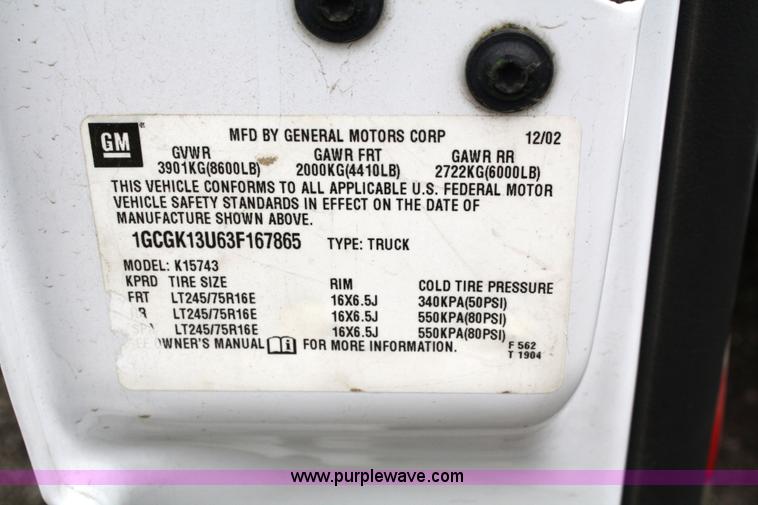 GM
MFD BY GENERAL MOTORS CORP 12/02
GVWR GAWR FRT GAWR RR
3901KG(8600LB) 2000KG(4410LB) 2722KG(6000LB)
THIS VEHICLE CONFORMS TO ALL APPLICABLE U.S. FEDERAL MOTOR
VEHICLE SAFETY STANDARDS IN EFFECT ON THE DATE OF
MANUFACTURE SHOWN ABOVE.
1GCGK13U63F167865 TYPE: TRUCK
MODEL: K15743
KPRD TIRE SIZE RIM COLD TIRE PRESSURE
FRT LT245/75R16E 16X6.5J 340KPA(50PSI)
RR LT245/75R16E 16X6.5J 550KPA(80PSI)
LT245/75R16E 16X6.5J 550KPA(80PSI)
SEE OWNER'S MANUAL FOR MORE INFORMATION.
F 562
T 1904
www.purplewave.com